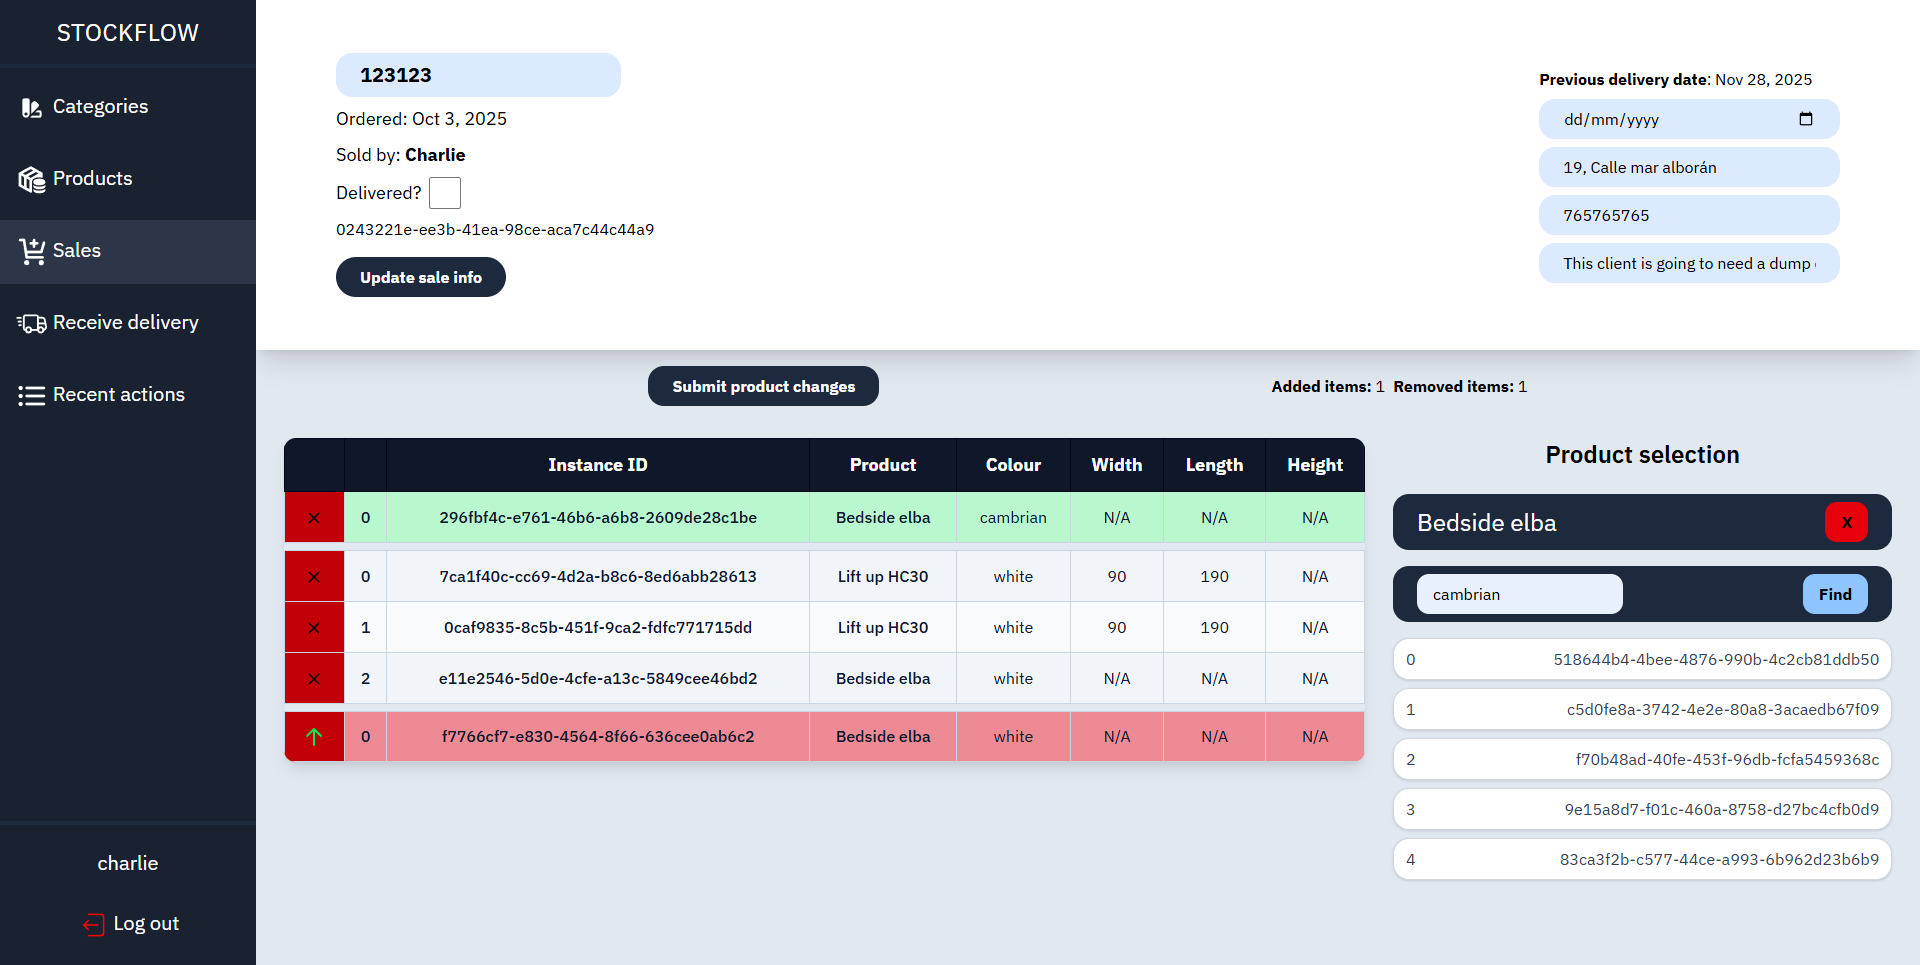 STOCKFLOW
Categories
Products
Sales
Receive delivery
Recent actions
charlie
Log out
123123
Ordered: Oct 3, 2025
Sold by: Charlie
Delivered?
0243221e-ee3b-41ea-98ce-aca7c44c44a9
Update sale info
Previous delivery date: Nov 28, 2025
dd/mm/yyyy
19, Calle mar alborán
765765765
This client is going to need a dump
Submit product changes
Added items: 1 Removed items: 1
Instance ID Product Colour Width Length Height
× 0 296fbf4c-e761-46b6-a6b8-2609de28c1be Bedside elba cambrian N/A N/A N/A
× 0 7ca1f40c-cc69-4d2a-b8c6-8ed6abb28613 Lift up HC30 white 90 190 N/A
× 1 0caf9835-8c5b-451f-9ca2-fdfc771715dd Lift up HC30 white 90 190 N/A
× 2 e11e2546-5d0e-4cfe-a13c-5849cee46bd2 Bedside elba white N/A N/A N/A
↑ 0 f7766cf7-e830-4564-8f66-636cee0ab6c2 Bedside elba white N/A N/A N/A
Product selection
Bedside elba x
cambrian Find
0 518644b4-4bee-4876-990b-4c2cb81ddb50
1 c5d0fe8a-3742-4e2e-80a8-3acaedb67f09
2 f70b48ad-40fe-453f-96db-fcfa5459368c
3 9e15a8d7-f01c-460a-8758-d27bc4cfb0d9
4 83ca3f2b-c577-44ce-a993-6b962d23b6b9